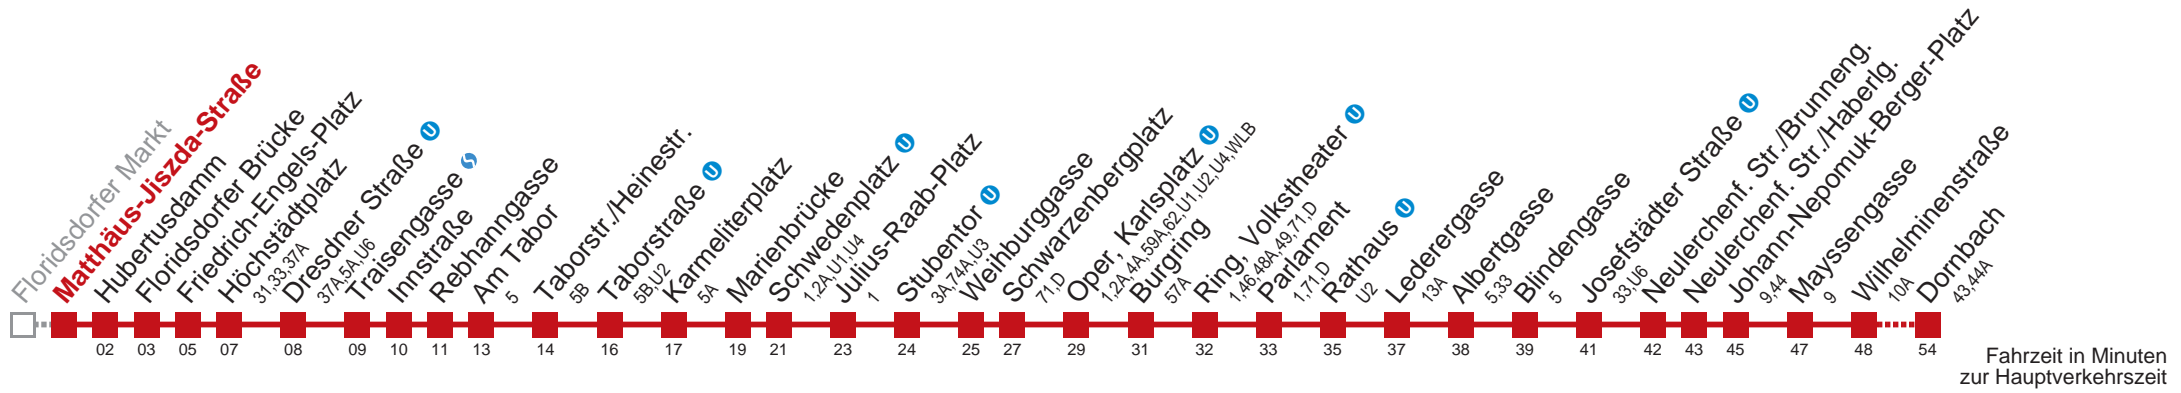 Floridsdorfer Markt
Matthäus-Jiszda-Straße
Hubertusdamm
Floridsdorfer Brücke
Friedrich-Engels-Platz
Höchstädtplatz
31,33,37A
Dresdner Straße U
37A,5A,U6
Traisengasse
Innstraße
Rebhanngasse
Am Tabor
5
Taborstr./Heinestr.
5B
Taborstraße U
5B,U2
Karmeliterplatz
5A
Marienbrücke
Schwedenplatz U
1,2A,U1,U4
Julius-Raab-Platz
1
Stubentor U
3A,74A,U3
Weihburggasse
Schwarzenbergplatz
71,D
Oper, Karlsplatz U
1,2A,4A,59A,62,U1,U2,U4,WLB
Burgring
57A
Ring, Volkstheater U
1,46,48A,49,71,D
Parlament
1,71,D
Rathaus U
U2
Lederergasse
13A
Albertgasse
5,33
Blindengasse
5
Josefstädter Straße U
33,U6
Neulerchenf. Str./Brunneng.
Neulerchenf. Str./Haberlg.
Johann-Nepomuk-Berger-Platz
9,44
Mayssengasse
9
Wilhelminenstraße
10A
Dornbach
43,44A
02 03 05 07 08 09 10 11 13 14 16 17 19 21 23 24 25 27 29 31 32 33 35 37 38 39 41 42 43 45 47 48 54
Fahrzeit in Minuten
zur Hauptverkehrszeit